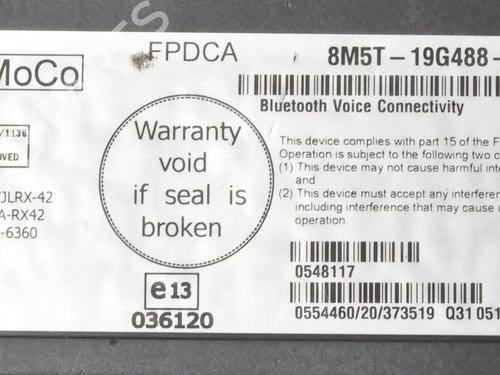 MoCo
FPDCA
8M5T-19G488-
Bluetooth Voice Connectivity
/1136
OVED
JLRX-42
A-RX42
-6360
Warranty
void
if seal is
broken
This device complies with part 15 of the F
Operation is subject to the following two c
(1) This device may not cause harmful inte
and
(2) This device must accept any interferen
including interference that may cause u
operation.
0548117
e13
036120
0554460/20/373519 Q31 051